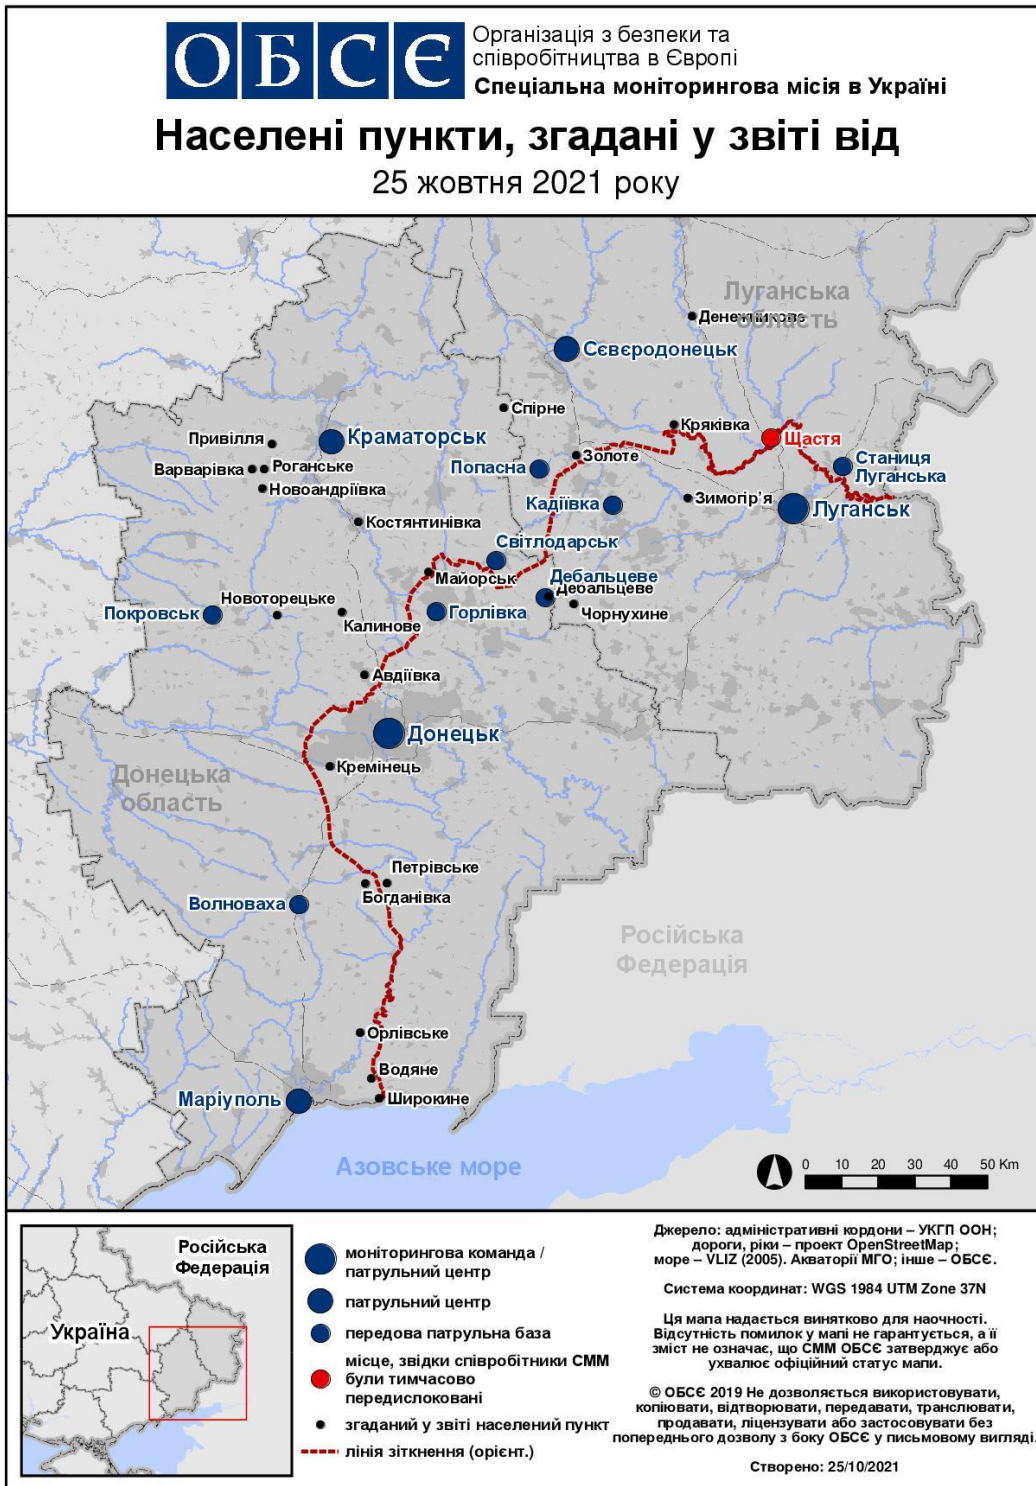 ОБСЄ
Організація з безпеки та
співробітництва в Європі
Спеціальна моніторингова місія в Україні
Населені пункти, згадані у звіті від
25 жовтня 2021 року
Луганська
область
Денежникове
Сєвєродонецьк
Спірне
Кряківка
Щастя
Привілля
Краматорськ
Золоте
Станиця
Луганська
Варварівка
Роганське
Попасна
Новоандріївка
Кадіївка
Зимогір’я
Луганськ
Костянтинівка
Світлодарськ
Майорськ
Дебальцеве
Дебальцеве
Новоторецьке
Покровськ
Калинове
Горлівка
Чорнухине
Авдіївка
Донецьк
Кремінець
Донецька
область
Петрівське
Богданівка
Волноваха
Російська
Федерація
Орлівське
Водяне
Маріуполь
Широкине
Азовське море
0 10 20 30 40 50 Km
Російська
Федерація
Україна
моніторингова команда /
патрульний центр
патрульний центр
передова патрульна база
місце, звідки співробітники СММ
були тимчасово
передислоковані
згаданий у звіті населений пункт
лінія зіткнення (орієнт.)
Джерело: адміністративні кордони – УКГП ООН;
дороги, ріки – проект OpenStreetMap;
море – VLIZ (2005). Акваторії МГО; інше – ОБСЄ.
Система координат: WGS 1984 UTM Zone 37N
Ця мапа надається винятково для наочності.
Відсутність помилок у мапі не гарантується, а її
зміст не означає, що СММ ОБСЄ затверджує або
ухвалює офіційний статус мапи.
© ОБСЄ 2019 Не дозволяється використовувати,
копіювати, відтворювати, передавати, транслювати,
продавати, ліцензувати або застосовувати без
попереднього дозволу з боку ОБСЄ у письмовому вигляді.
Створено: 25/10/2021